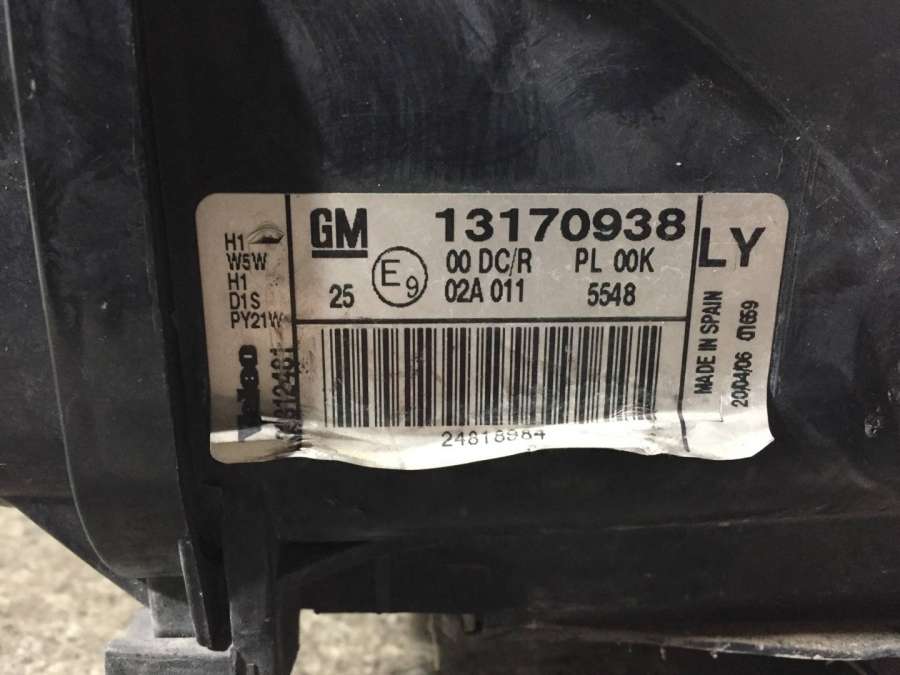 H1
W5W
H1
D1S
PY21W
GM 13170938
25 E9 00 DC/R PL 00K
02A 011 5548
24818984
LY
MADE IN SPAIN
20/04/06 01659